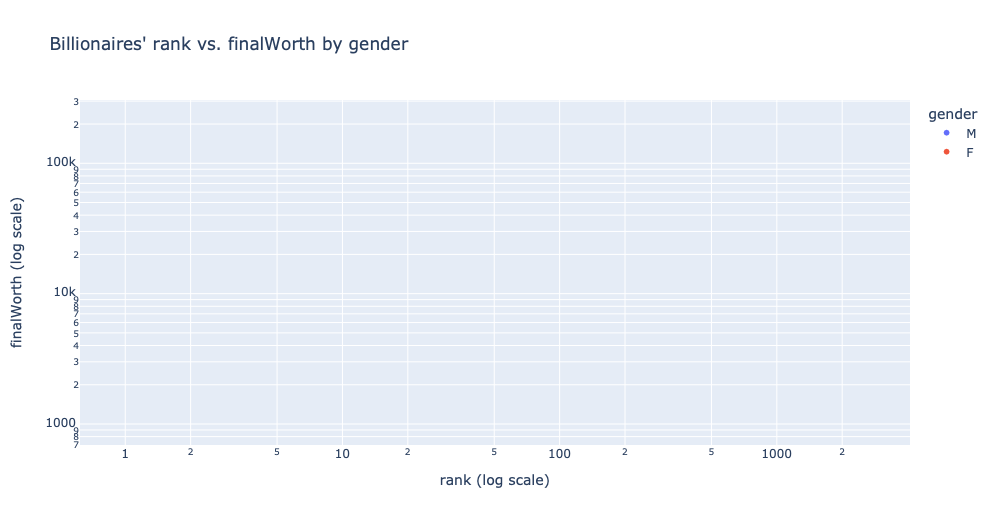 Billionaires' rank vs. finalWorth by gender
gender
M
F
finalWorth (log scale)
3
2
100k
9
8
7
6
5
4
3
2
10k
9
8
7
6
5
4
3
2
1000
9
8
7
1 2 5 10 2 5 100 2 5 1000 2
rank (log scale)